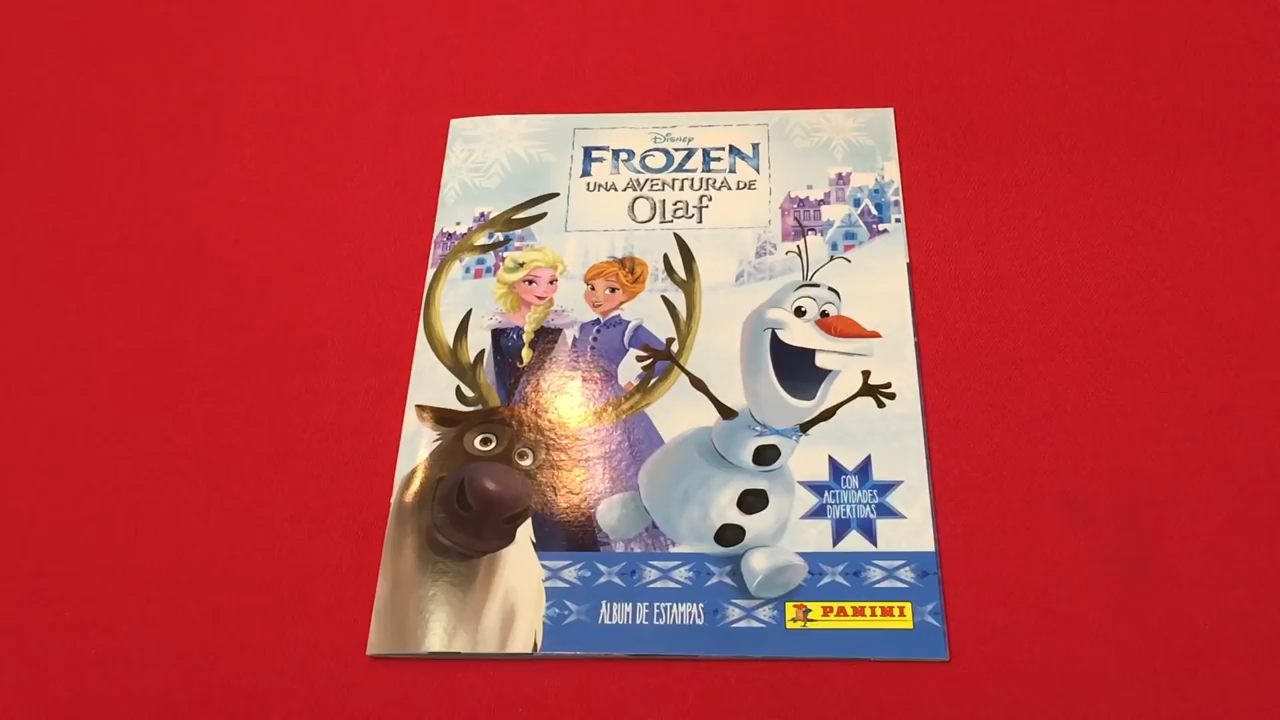 DISNEY
FROZEN
UNA AVENTURA DE
OLaf
CON
ACTIVIDADES
DIVERTIDAS
ÁLBUM DE ESTAMPAS
PANINI